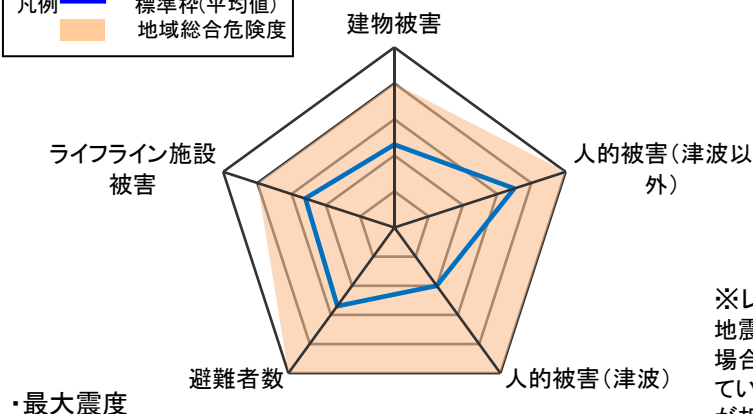 凡例 標準枠(平均値)
地域総合危険度
建物被害
ライフライン施設
被害
人的被害(津波以
外)
避難者数
人的被害(津波)
・最大震度
※レ
地震
場合
てい